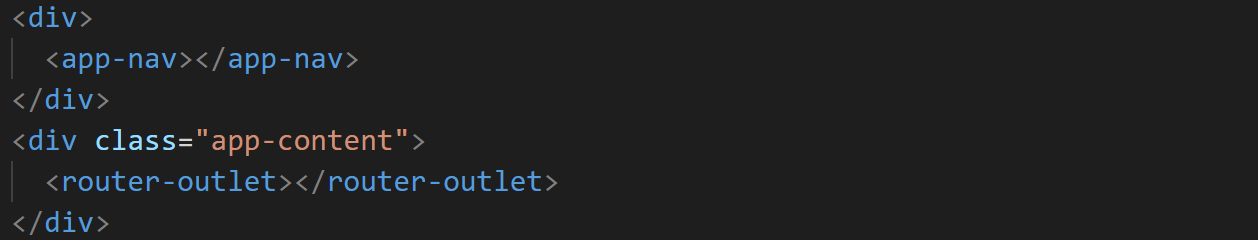 <div>
  <app-nav></app-nav>
</div>
<div class="app-content">
  <router-outlet></router-outlet>
</div>